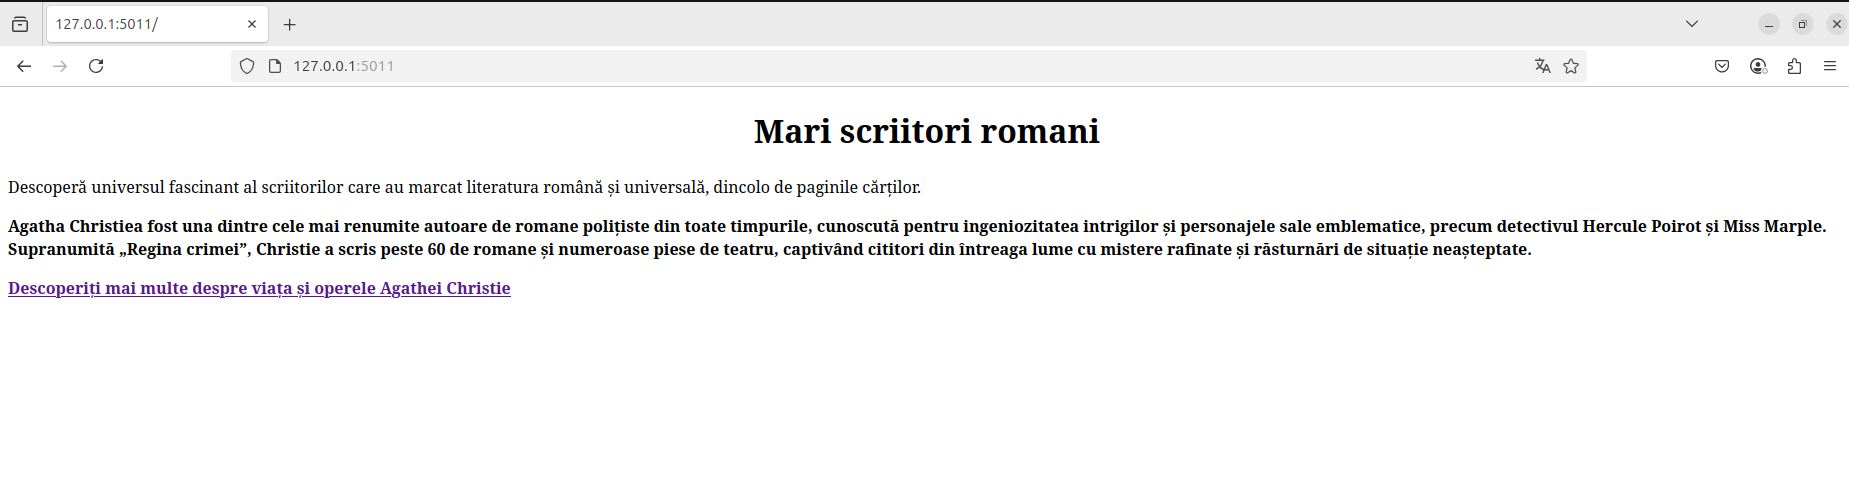 127.0.0.1:5011/
127.0.0.1:5011
Mari scriitori romani
Descoperă universul fascinant al scriitorilor care au marcat literatura română și universală, dincolo de paginile cărților.
Agatha Christiea fost una dintre cele mai renumite autoare de romane polițiste din toate timpurile, cunoscută pentru ingeniozitatea intrigilor și personajele sale emblematice, precum detectivul Hercule Poirot și Miss Marple.
Supranumită „Regina crimei”, Christie a scris peste 60 de romane și numeroase piese de teatru, captivând cititori din întreaga lume cu mistere rafinate și răsturnări de situație neașteptate.
Descoperiți mai multe despre viața și operele Agathei Christie